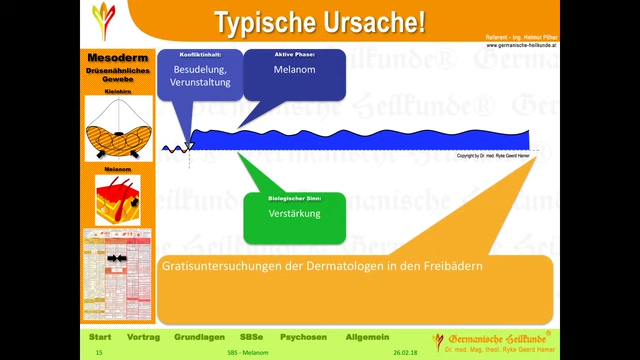 Typische Ursache!
Referent - Ing. Helmut Pilhar
www.germanische-heilkunde.at
Mesoderm
Drüsenähnliches
Gewebe
Kleinhirn
Melanom
Konfliktinhalt:
Besudelung,
Verunstaltung
Aktive Phase:
Melanom
Copyright by Dr. med. Ryke Geerd Hamer
Biologischer Sinn:
Verstärkung
Gratisuntersuchungen der Dermatologen in den Freibädern
Start Vortrag Grundlagen SBSe Psychosen Allgemein
15 SBS - Melanom 26.02.18
Germanische Heilkunde®
Dr. med. Mag. theol. Ryke Geerd Hamer